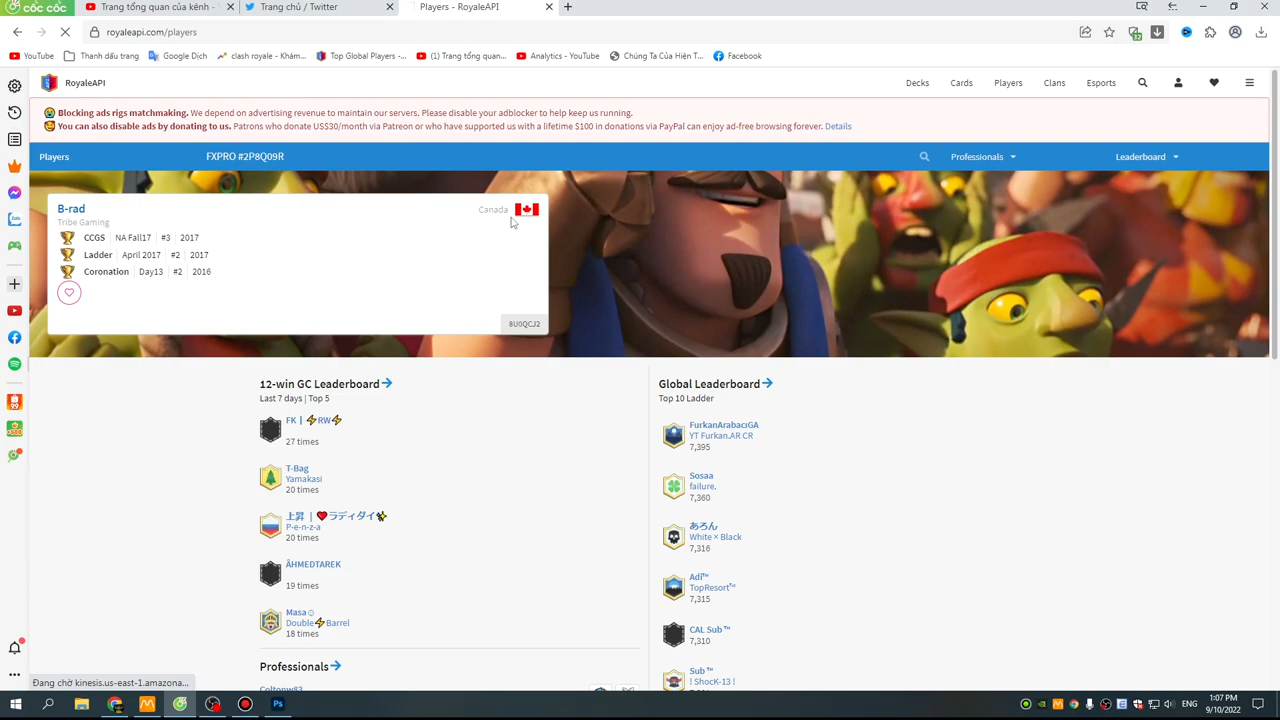 cốc cốc
Trang tổng quan của kênh -
Trang chủ / Twitter
Players - RoyaleAPI
royaleapi.com/players
YouTube
Thanh dấu trang
Google Dịch
clash royale - Khám...
Top Global Players -...
(1) Trang tổng quan...
Analytics - YouTube
Chúng Ta Của Hiện T...
Facebook
RoyaleAPI
Decks
Cards
Players
Clans
Esports
Blocking ads rigs matchmaking. We depend on advertising revenue to maintain our servers. Please disable your adblocker to help keep us running.
You can also disable ads by donating to us. Patrons who donate US$30/month via Patreon or who have supported us with a lifetime $100 in donations via PayPal can enjoy ad-free browsing forever. Details
Players
FXPRO #2P8Q09R
Professionals
Leaderboard
B-rad
Canada
Tribe Gaming
CCGS NA Fall17 #3 2017
Ladder April 2017 #2 2017
Coronation Day13 #2 2016
8U0QCJ2
12-win GC Leaderboard
Last 7 days | Top 5
FK | ⚡RW⚡
27 times
T-Bag
Yamakasi
20 times
上昇 | ❤ラディダイ✨
P-e-n-z-a
20 times
ÂHMEDTAREK
19 times
Masa☺
Double⚡Barrel
18 times
Professionals
Coltonw83
Global Leaderboard
Top 10 Ladder
FurkanArabacıGA
YT Furkan.AR CR
7,395
Sosaa
failure.
7,360
あろん
White × Black
7,316
Adi™
TopResort™
7,315
CAL Sub™
7,310
Sub™
! ShocK-13 !
Đang chờ kinesis.us-east-1.amazona...
ENG
1:07 PM
9/10/2022